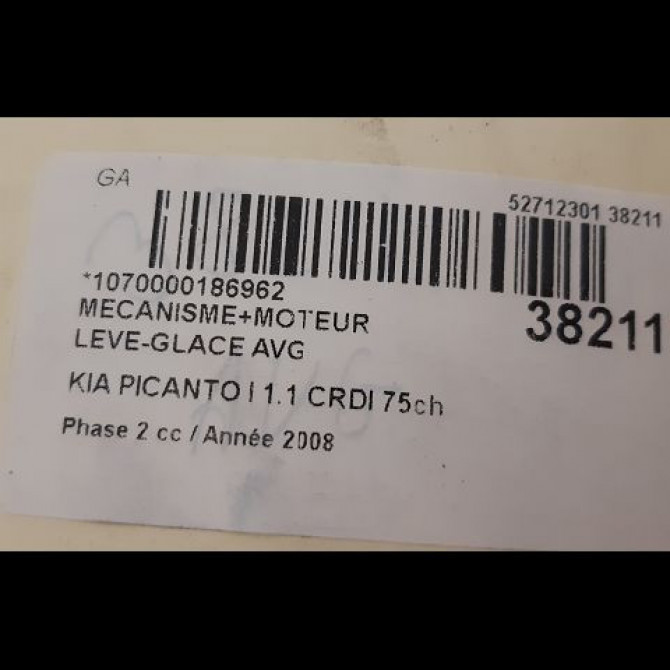 GA
52712301 38211
*1070000186962
38211
MECANISME+MOTEUR
LEVE-GLACE AVG
KIA PICANTO I 1.1 CRDI 75ch
Phase 2 cc / Année 2008